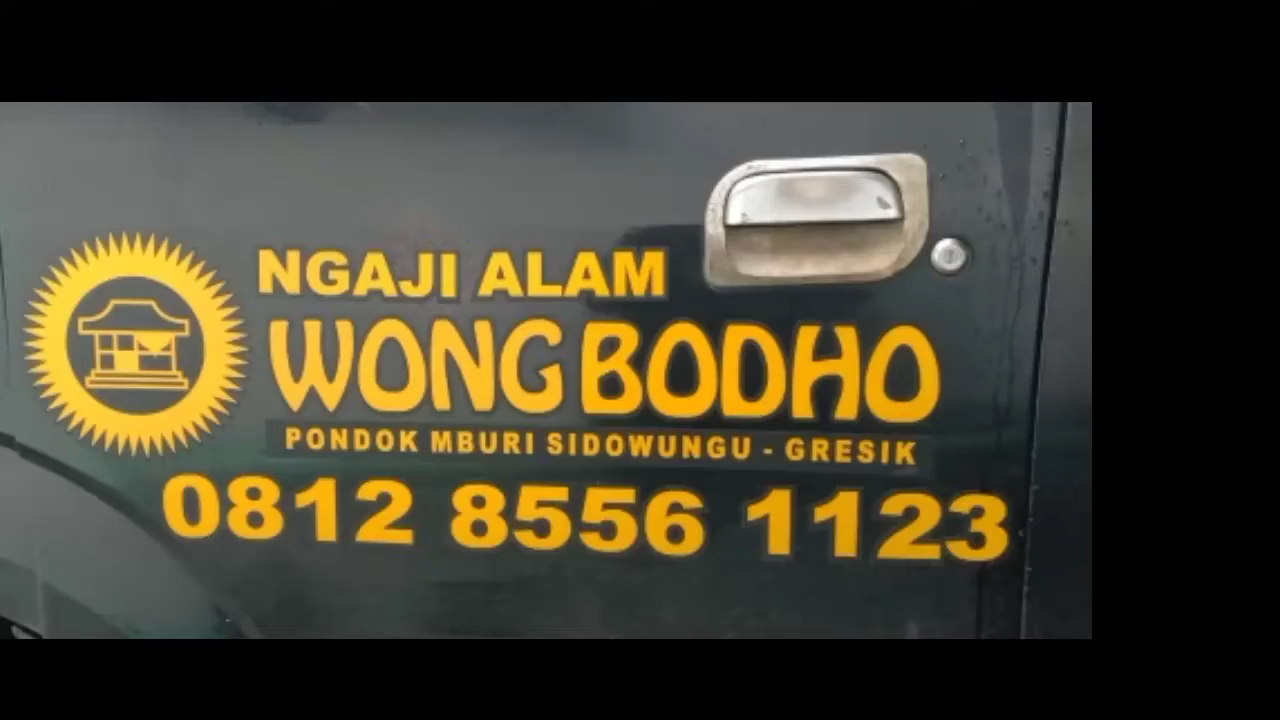 NGAJI ALAM
WONG BODHO
PONDOK MBURI SIDOWUNGU - GRESIK
0812 8556 1123